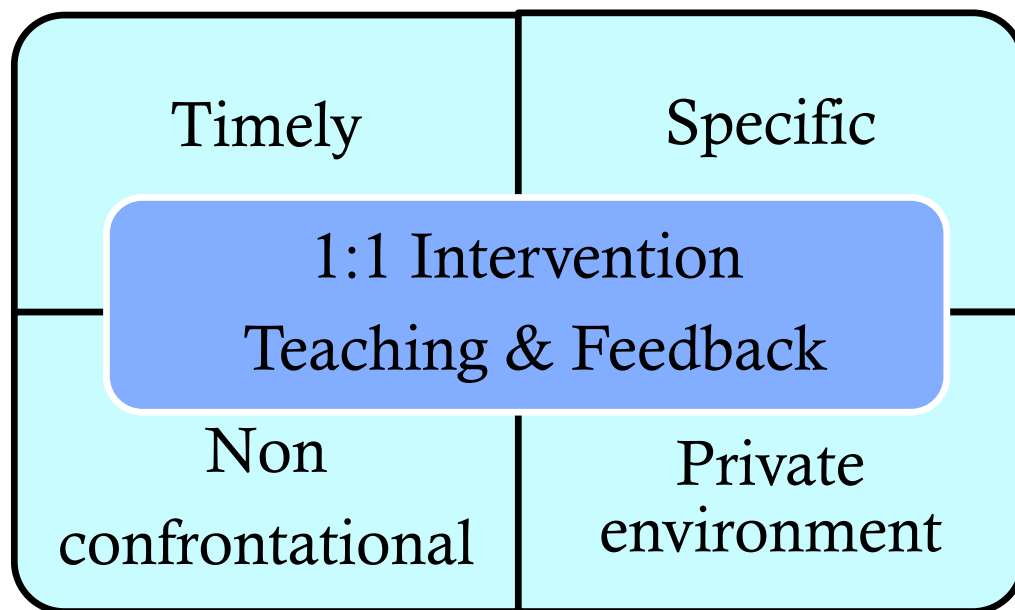 Timely
Specific
1:1 Intervention
Teaching & Feedback
Non
confrontational
Private
environment